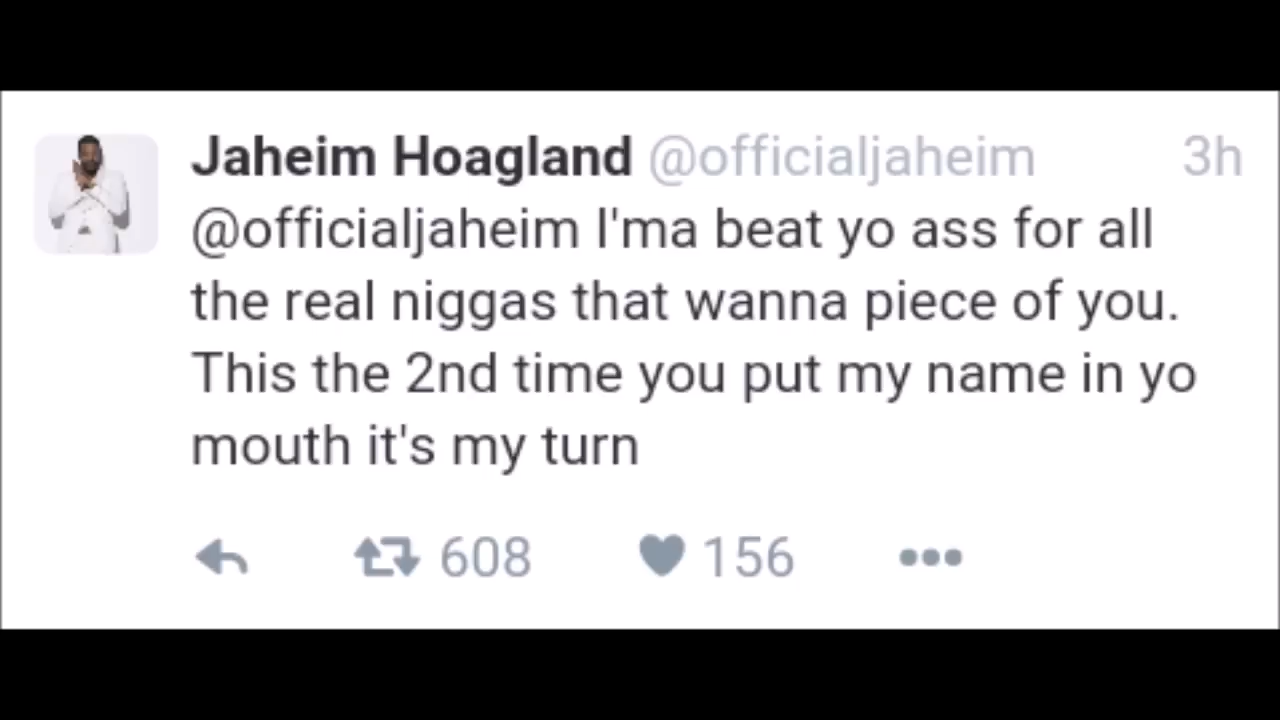 Jaheim Hoagland @officialjaheim 3h
@officialjaheim I'ma beat yo ass for all
the real niggas that wanna piece of you.
This the 2nd time you put my name in yo
mouth it's my turn
608 156